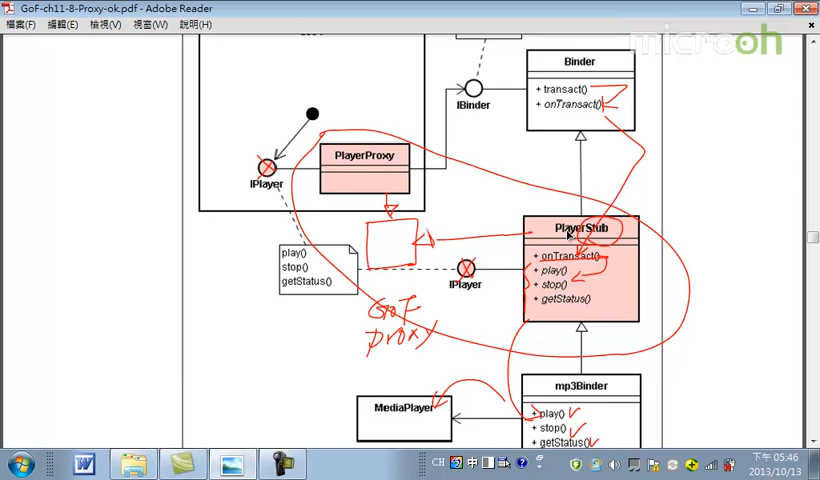 GoF-ch11-8-Proxy-ok.pdf - Adobe Reader
檔案(F) 編輯(E) 檢視(V) 視窗(W) 說明(H)
microoh
Binder
+ transact()
+ onTransact()
IBinder
PlayerProxy
IPlayer
PlayerStub
+ onTransact()
+ play()
+ stop()
+ getStatus()
play()
stop()
getStatus()
IPlayer
GoF
Proxy
mp3Binder
+ play()
+ stop()
+ getStatus()
MediaPlayer
CH
下午 05:46
2013/10/13